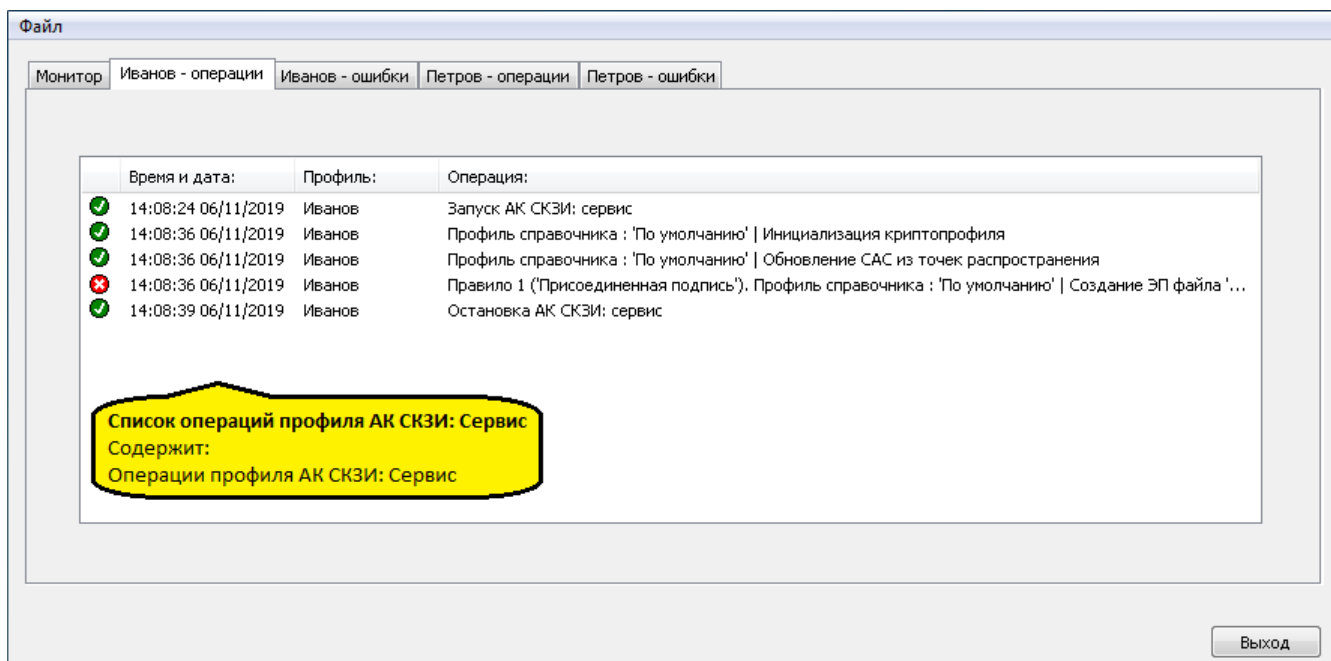 Файл
Монитор Иванов - операции Иванов - ошибки Петров - операции Петров - ошибки
Время и дата: Профиль: Операция:
14:08:24 06/11/2019 Иванов Запуск АК СКЗИ: сервис
14:08:36 06/11/2019 Иванов Профиль справочника : 'По умолчанию' | Инициализация криптопрофиля
14:08:36 06/11/2019 Иванов Профиль справочника : 'По умолчанию' | Обновление САС из точек распространения
14:08:36 06/11/2019 Иванов Правило 1 ('Присоединенная подпись'). Профиль справочника : 'По умолчанию' | Создание ЭП файла '...
14:08:39 06/11/2019 Иванов Остановка АК СКЗИ: сервис
Список операций профиля АК СКЗИ: Сервис
Содержит:
Операции профиля АК СКЗИ: Сервис
Выход